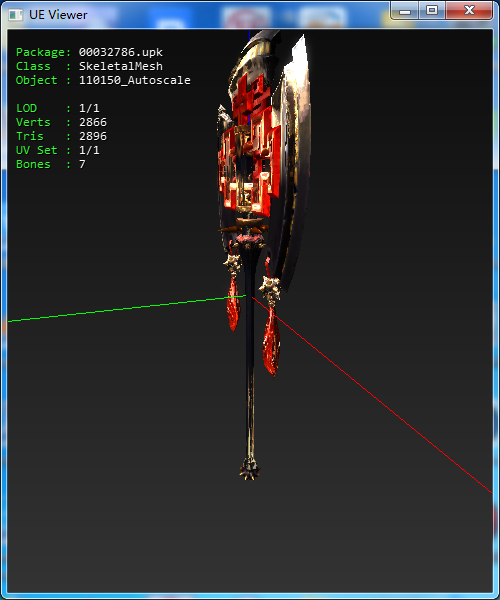 UE Viewer
Package: 00032786.upk
Class : SkeletalMesh
Object : 110150_Autoscale
LOD : 1/1
Verts : 2866
Tris : 2896
UV Set : 1/1
Bones : 7